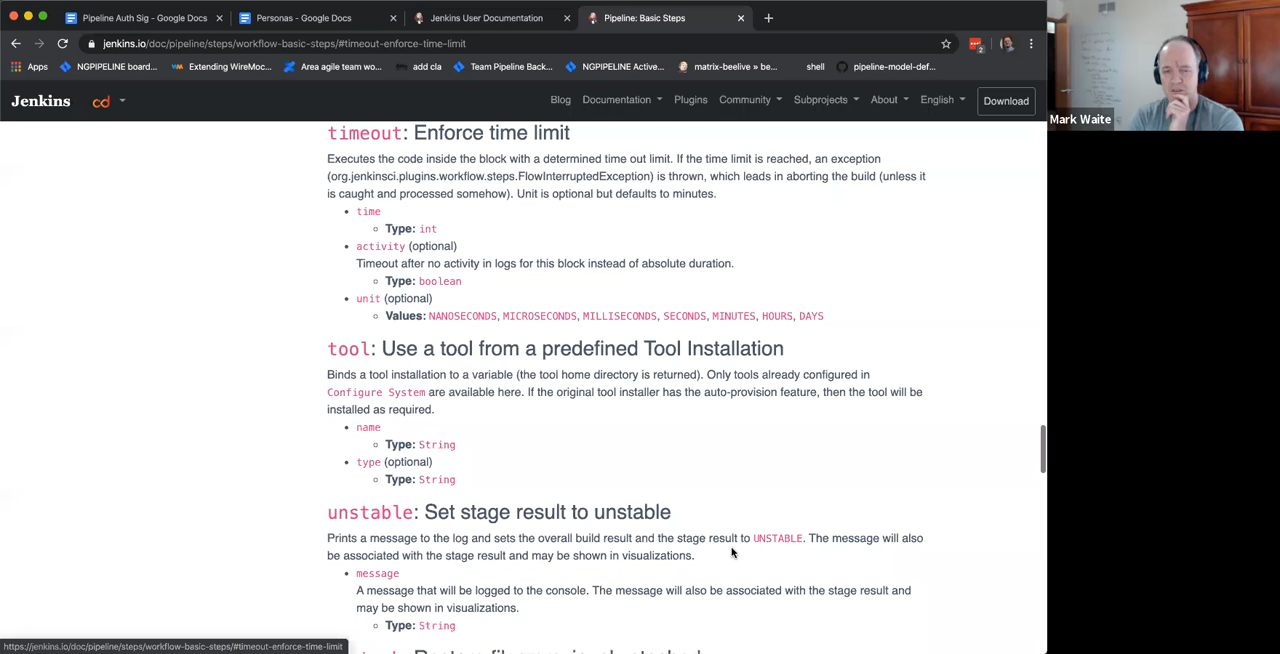 Pipeline Auth Sig - Google Docs
Personas - Google Docs
Jenkins User Documentation
Pipeline: Basic Steps
jenkins.io/doc/pipeline/steps/workflow-basic-steps/#timeout-enforce-time-limit
Apps
NGPIPELINE board...
Extending WireMoc...
Area agile team wo...
add cla
Team Pipeline Back...
NGPIPELINE Active...
matrix-beelive » be...
shell
pipeline-model-def...
Jenkins
cd
Blog
Documentation
Plugins
Community
Subprojects
About
English
Download
Mark Waite
timeout: Enforce time limit
Executes the code inside the block with a determined time out limit. If the time limit is reached, an exception
(org.jenkinsci.plugins.workflow.steps.FlowInterruptedException) is thrown, which leads in aborting the build (unless it
is caught and processed somehow). Unit is optional but defaults to minutes.
time
Type: int
activity (optional)
Timeout after no activity in logs for this block instead of absolute duration.
Type: boolean
unit (optional)
Values: NANOSECONDS, MICROSECONDS, MILLISECONDS, SECONDS, MINUTES, HOURS, DAYS
tool: Use a tool from a predefined Tool Installation
Binds a tool installation to a variable (the tool home directory is returned). Only tools already configured in
Configure System are available here. If the original tool installer has the auto-provision feature, then the tool will be
installed as required.
name
Type: String
type (optional)
Type: String
unstable: Set stage result to unstable
Prints a message to the log and sets the overall build result and the stage result to UNSTABLE. The message will also
be associated with the stage result and may be shown in visualizations.
message
A message that will be logged to the console. The message will also be associated with the stage result and
may be shown in visualizations.
Type: String
https://jenkins.io/doc/pipeline/steps/workflow-basic-steps/#timeout-enforce-time-limit